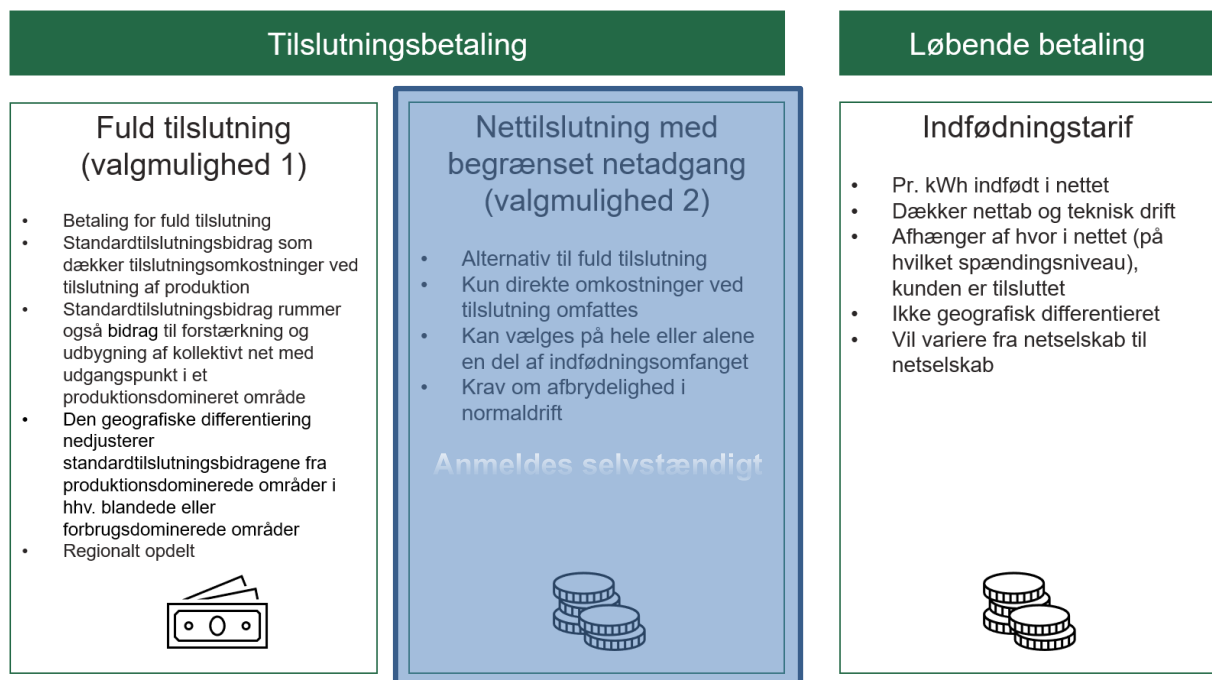 Tilslutningsbetaling
Løbende betaling
Fuld tilslutning
(valgmulighed 1)
• Betaling for fuld tilslutning
• Standardtilslutningsbidrag som
dækker tilslutningsomkostninger ved
tilslutning af produktion
• Standardtilslutningsbidrag rummer
også bidrag til forstærkning og
udbygning af kollektivt net med
udgangspunkt i et
produktionsdomineret område
• Den geografiske differentiering
nedjusterer
standardtilslutningsbidragene fra
produktionsdominerede områder i
hhv. blandede eller
forbrugsdominerede områder
• Regionalt opdelt
Nettilslutning med
begrænset netadgang
(valgmulighed 2)
• Alternativ til fuld tilslutning
• Kun direkte omkostninger ved
tilslutning omfattes
• Kan vælges på hele eller alene
en del af indfødningsomfanget
• Krav om afbrydelighed i
normaldrift
Anmeldes selvstændigt
Indfødningstarif
• Pr. kWh indfødt i nettet
• Dækker nettab og teknisk drift
• Afhænger af hvor i nettet (på
hvilket spændingsniveau),
kunden er tilsluttet
• Ikke geografisk differentieret
• Vil variere fra netselskab til
netselskab